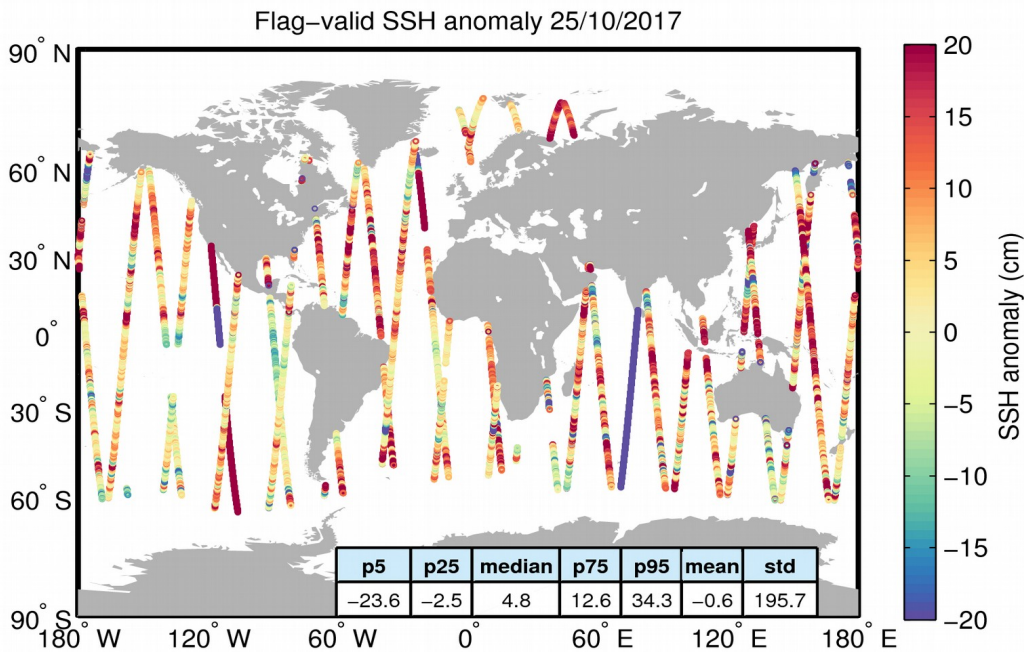 Flag−valid SSH anomaly 25/10/2017
90° N
60° N
30° N
0°
30° S
60° S
90° S
180° W 120° W 60° W 0° 60° E 120° E 180° E
p5 p25 median p75 p95 mean std
−23.6 −2.5 4.8 12.6 34.3 −0.6 195.7
20
15
10
5
0
−5
−10
−15
−20
SSH anomaly (cm)